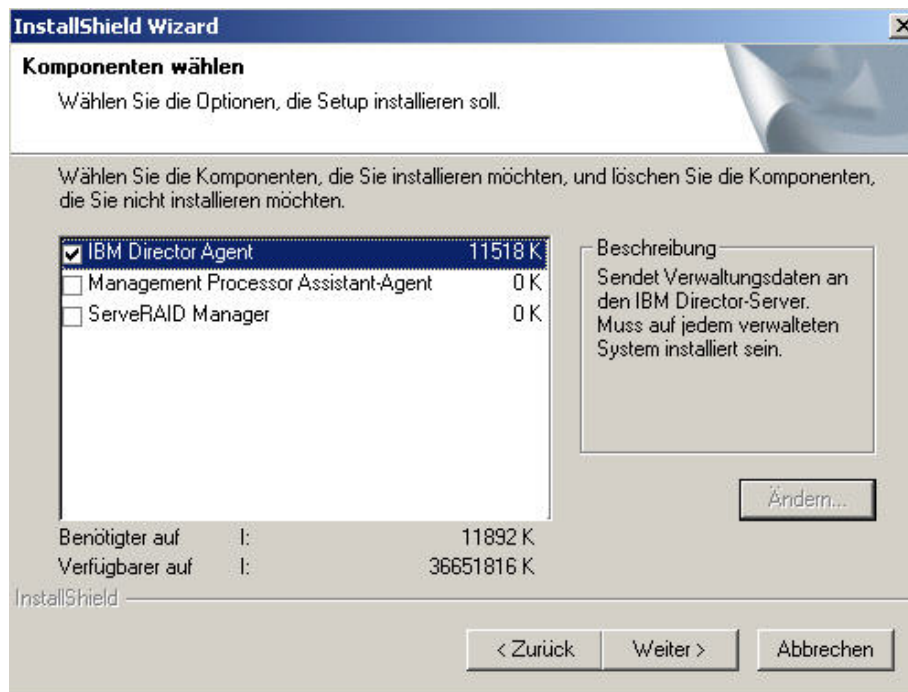 InstallShield Wizard
Komponenten wählen
Wählen Sie die Optionen, die Setup installieren soll.
Wählen Sie die Komponenten, die Sie installieren möchten, und löschen Sie die Komponenten,
die Sie nicht installieren möchten.
IBM Director Agent 11518 K
Management Processor Assistant-Agent 0 K
ServeRAID Manager 0 K
Beschreibung
Sendet Verwaltungsdaten an
den IBM Director-Server.
Muss auf jedem verwalteten
System installiert sein.
Ändern...
Benötigter auf I: 11892 K
Verfügbarer auf I: 36651816 K
InstallShield
< Zurück Weiter > Abbrechen